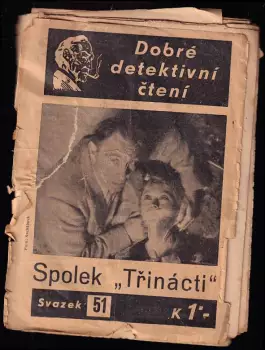 Dobré
detektivní
čtení
Spolek „Třinácti“
Svazek 51
K 1·-